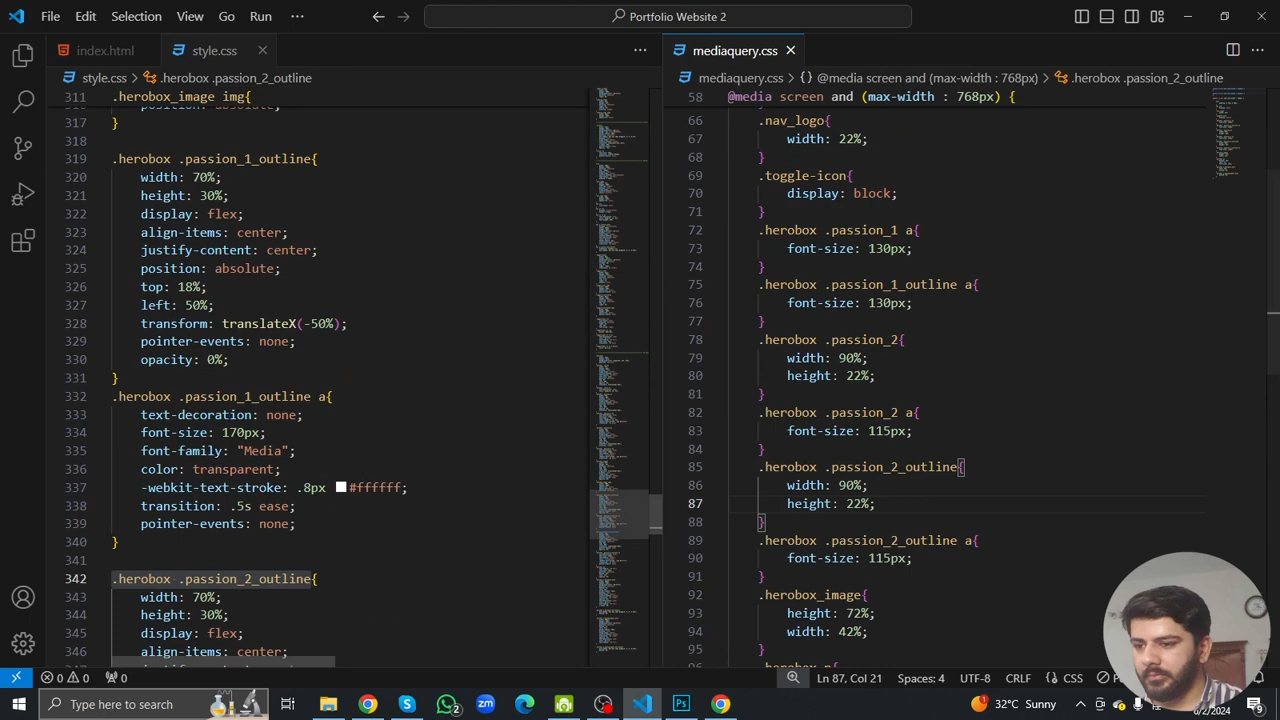 File Edit Selection View Go Run ··· Portfolio Website 2
index.html style.css
style.css > .herobox .passion_2_outline
311 .herobox_image img{
317 }
318
319 .herobox .passion_1_outline{
320 width: 70%;
321 height: 30%;
322 display: flex;
323 align-items: center;
324 justify-content: center;
325 position: absolute;
326 top: 18%;
327 left: 50%;
328 transform: translateX(-50%);
329 pointer-events: none;
330 opacity: 0%;
331 }
332 .herobox .passion_1_outline a{
333 text-decoration: none;
334 font-size: 170px;
335 font-family: "Media";
336 color: transparent;
337 -webkit-text-stroke: .8px #ffffff;
338 transition: .5s ease;
339 pointer-events: none;
340 }
341
342 .herobox .passion_2_outline{
343 width: 70%;
344 height: 30%;
345 display: flex;
346 align-items: center;
mediaquery.css
mediaquery.css > {} @media screen and (max-width : 768px) > .herobox .passion_2_outline
58 @media screen and (max-width : 768px) {
.nav_logo{
67 width: 22%;
68 }
69 .toggle-icon{
70 display: block;
71 }
72 .herobox .passion_1 a{
73 font-size: 130px;
74 }
75 .herobox .passion_1_outline a{
76 font-size: 130px;
77 }
78 .herobox .passion_2{
79 width: 90%;
80 height: 22%;
81 }
82 .herobox .passion_2 a{
83 font-size: 115px;
84 }
85 .herobox .passion_2_outline{
86 width: 90%;
87 height: 22%;
88 }
89 .herobox .passion_2_outline a{
90 font-size: 115px;
91 }
92 .herobox_image{
93 height: 72%;
94 width: 42%;
95 }
0 0 0 Ln 87, Col 21 Spaces: 4 UTF-8 CRLF {} CSS
Type here to search 2 32°C Sunny 6/2/2024